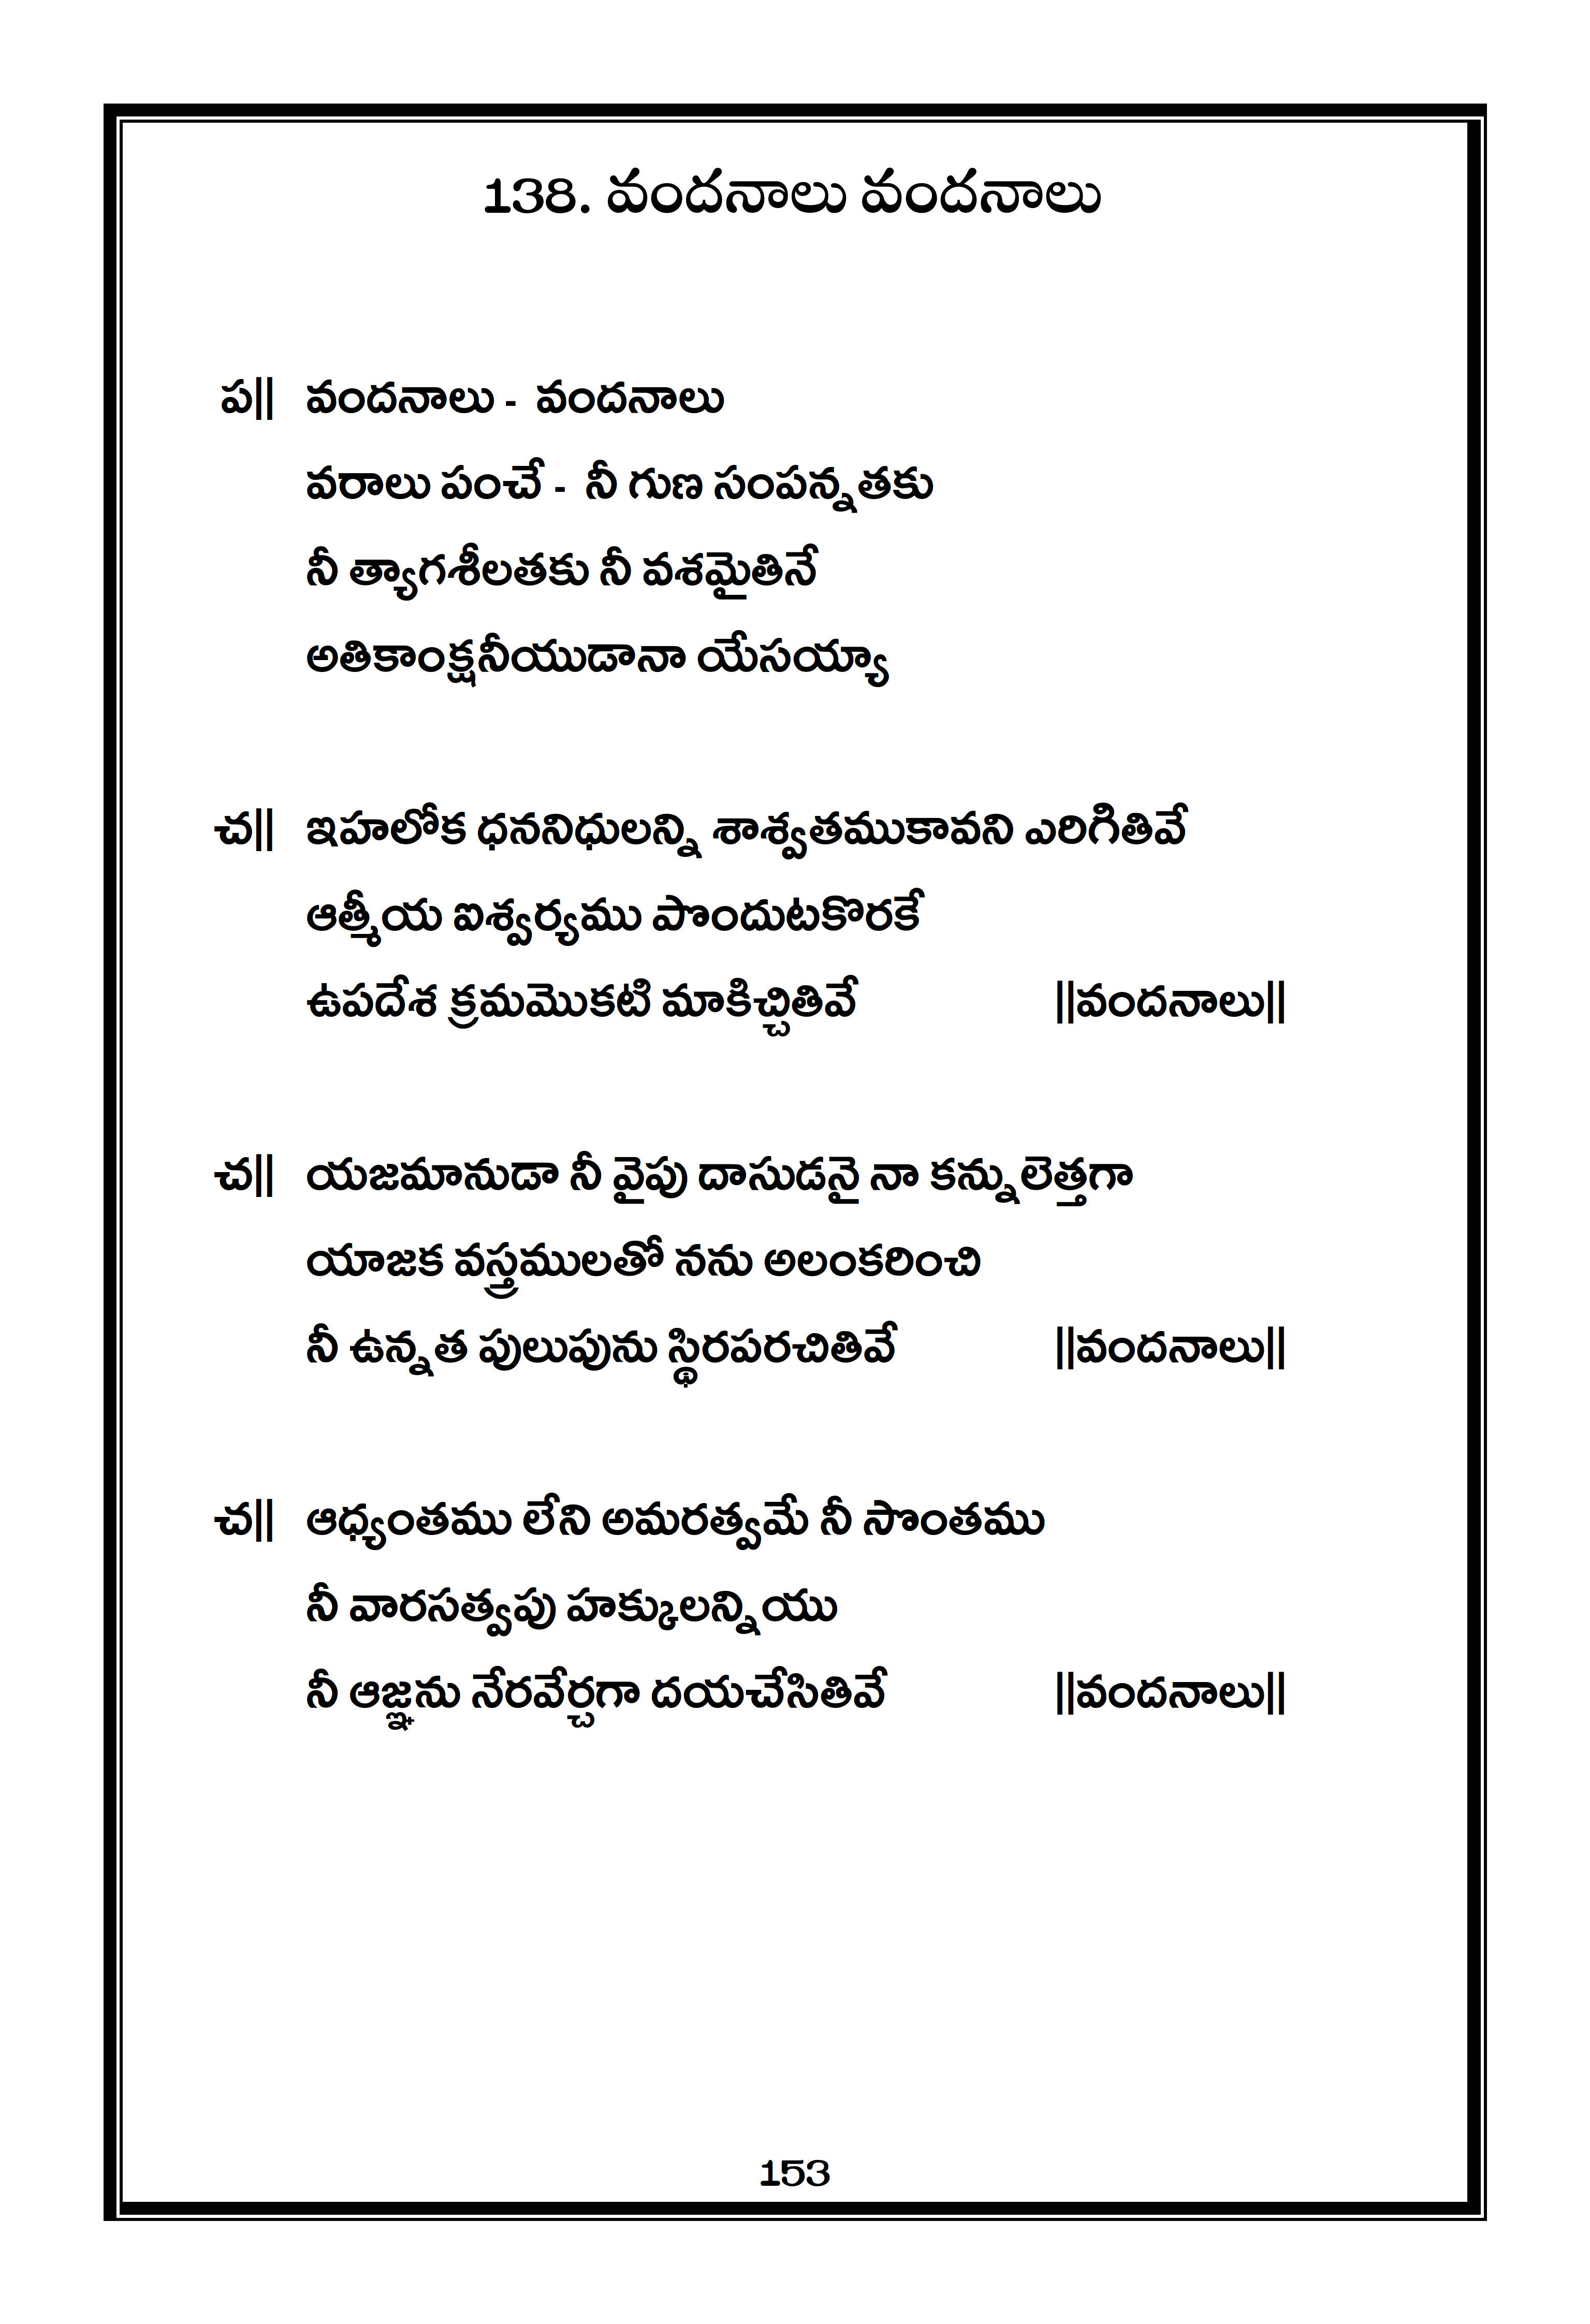 138. వందనాలు వందనాలు
ప|| వందనాలు - వందనాలు
వరాలు పంచే - నీ గుణ సంపన్నతకు
నీ త్యాగశీలతకు నీ వశమైతినే
అతికాంక్షనీయుడానా యేసయ్యా
చ|| ఇహలోక ధననిధులన్ని శాశ్వతముకావని ఎరిగితివే
ఆత్మీయ ఐశ్వర్యము పొందుటకొరకే
ఉపదేశ క్రమమొకటి మాకిచ్చితివే ||వందనాలు||
చ|| యజమానుడా నీ వైపు దాసుడనై నా కన్నులెత్తగా
యాజక వస్త్రములతో నను అలంకరించి
నీ ఉన్నత పులుపును స్థిరపరచితివే ||వందనాలు||
చ|| ఆధ్యంతము లేని అమరత్వమే నీ సొంతము
నీ వారసత్వపు హక్కులన్నియు
నీ ఆజ్ఞను నేరవేర్చగా దయచేసితివే ||వందనాలు||
153